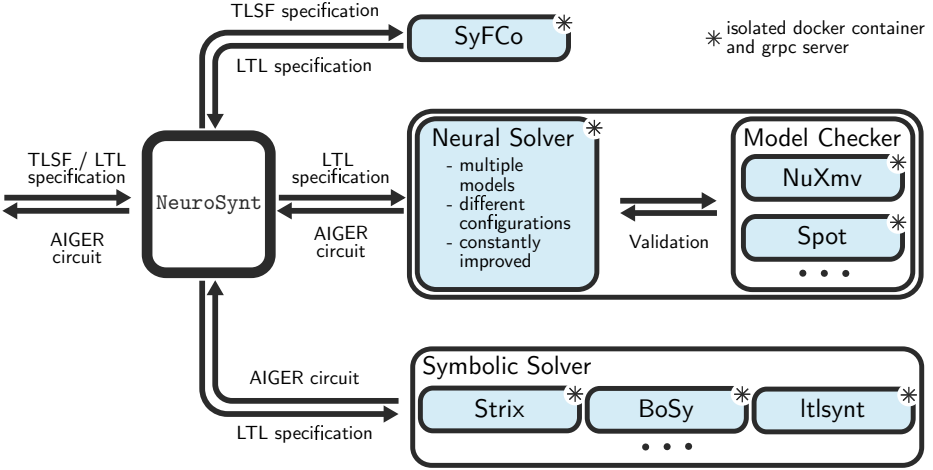 TLSF specification
SyFCo
LTL specification
* isolated docker container
and grpc server
TLSF / LTL
specification
AIGER
circuit
NeuroSynt
LTL
specification
AIGER
circuit
Neural Solver
- multiple
models
- different
configurations
- constantly
improved
Validation
Model Checker
NuXmv
Spot
• • •
AIGER circuit
LTL specification
Symbolic Solver
Strix
BoSy
ltlsynt
• • •